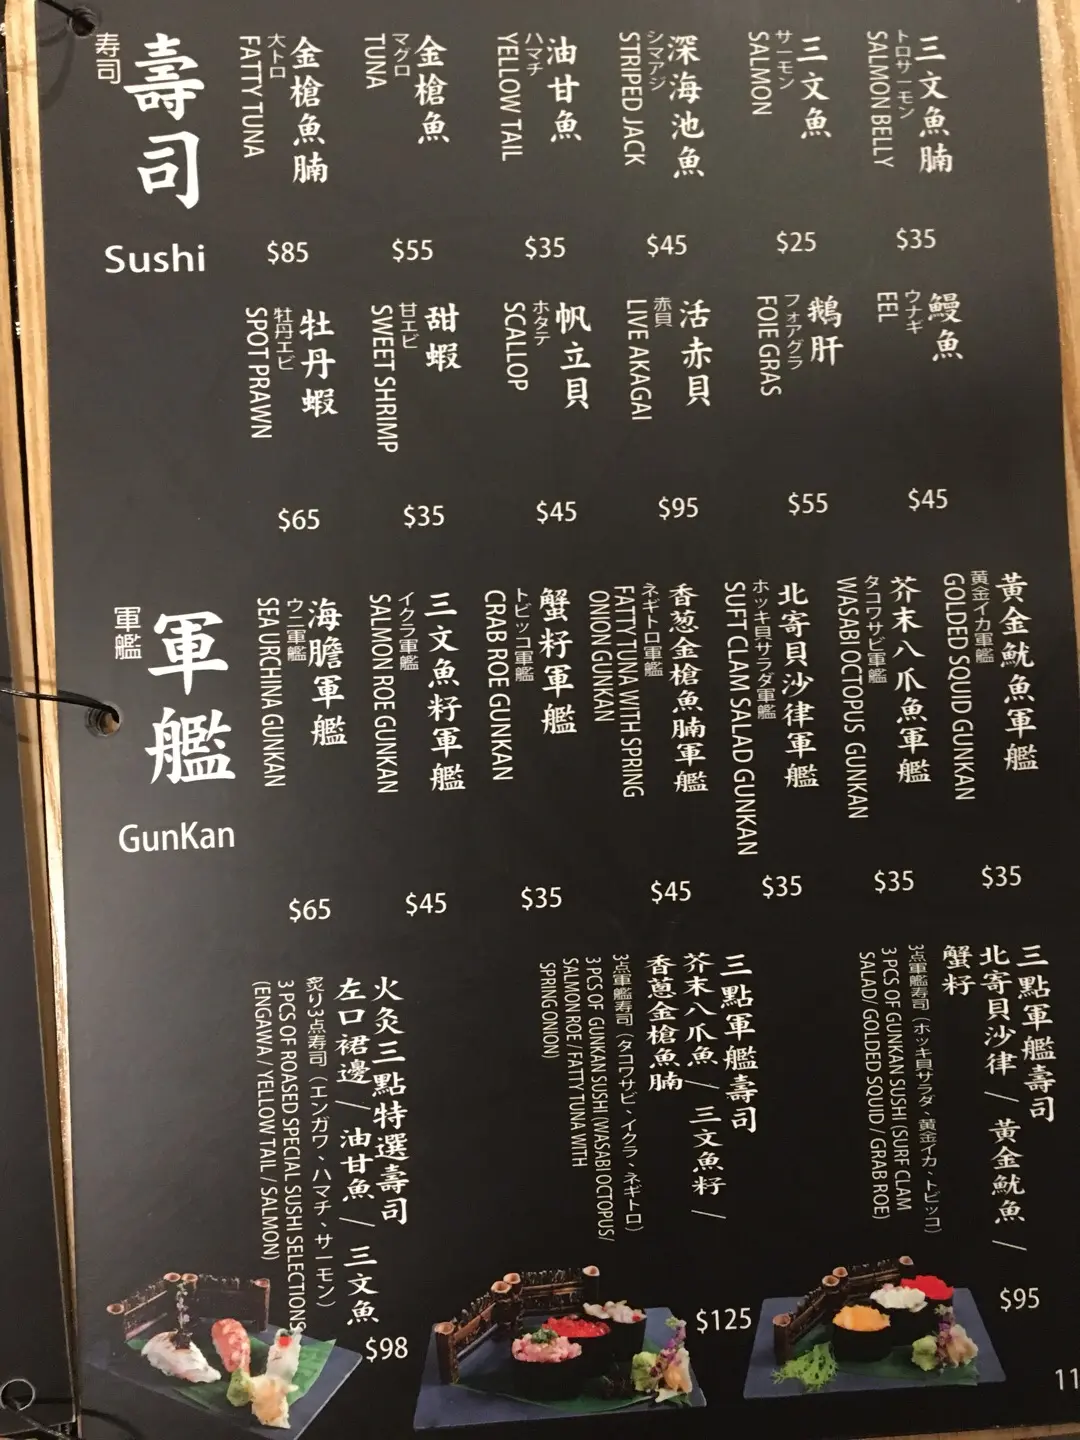 寿司
壽司
Sushi
三文魚腩
トロサーモン
SALMON BELLY
$35
三文魚
サーモン
SALMON
$25
深海池魚
シマアジ
STRIPED JACK
$45
油甘魚
ハマチ
YELLOW TAIL
$35
金槍魚
マグロ
TUNA
$55
金槍魚腩
大トロ
FATTY TUNA
$85
鰻魚
ウナギ
EEL
$45
鵝肝
フォアグラ
FOIE GRAS
$55
活赤貝
赤貝
LIVE AKAGAI
$95
帆立貝
ホタテ
SCALLOP
$45
甜蝦
甘エビ
SWEET SHRIMP
$35
牡丹蝦
牡丹エビ
SPOT PRAWN
$65
軍艦
軍艦
GunKan
黃金魷魚軍艦
黄金イカ軍艦
GOLDED SQUID GUNKAN
$35
芥末八爪魚軍艦
タコワサビ軍艦
WASABI OCTOPUS GUNKAN
$35
北寄貝沙律軍艦
ホッキ貝サラダ軍艦
SUFT CLAM SALAD GUNKAN
$35
香葱金槍魚腩軍艦
ネギトロ軍艦
FATTY TUNA WITH SPRING
ONION GUNKAN
$45
蟹籽軍艦
トビッコ軍艦
CRAB ROE GUNKAN
$35
三文魚籽軍艦
イクラ軍艦
SALMON ROE GUNKAN
$45
海膽軍艦
ウニ軍艦
SEA URCHINA GUNKAN
$65
三點軍艦壽司
北寄貝沙律 / 黃金魷魚 /
蟹籽
3点軍艦寿司（ホッキ貝サラダ、黄金イカ、トビッコ）
3 PCS OF GUNKAN SUSHI (SURF CLAM
SALAD/ GOLDED SQUID / GRAB ROE)
$95
三點軍艦壽司
芥末八爪魚 / 三文魚籽 /
香蔥金槍魚腩
3点軍艦寿司（タコワサビ、イクラ、ネギトロ）
3 PCS OF GUNKAN SUSHI (WASABI OCTOPUS/
SALMON ROE / FATTY TUNA WITH
SPRING ONION)
$125
火灸三點特選壽司
左口裙邊 / 油甘魚 / 三文魚
炙り3点寿司（エンガワ、ハマチ、サーモン）
3 PCS OF ROASED SPECIAL SUSHI SELECTIONS
(ENGAWA / YELLOW TAIL / SALMON)
$98
11